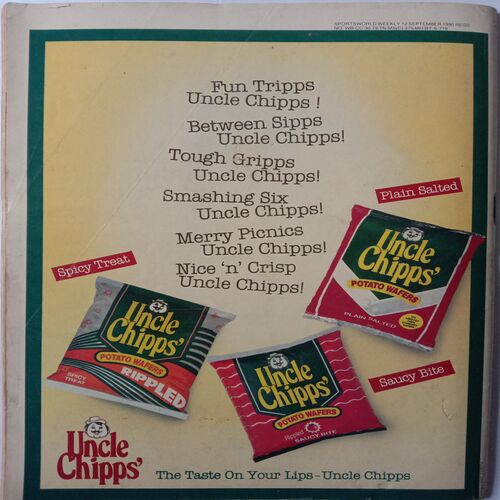 SPORTSWORLD WEEKLY 12 SEPTEMBER 1990 REGD.
Fun Tripps
Uncle Chipps !
Between Sipps
Uncle Chipps!
Tough Gripps
Uncle Chipps!
Smashing Six
Uncle Chipps!
Merry Picnics
Uncle Chipps!
Nice 'n' Crisp
Uncle Chipps!
Plain Salted
Uncle
Chipps'
POTATO WAFERS
PLAIN SALTED
Spicy Treat
Uncle
Chipps'
POTATO WAFERS
RIPPLED
SPICY
TREAT
Saucy Bite
Uncle
Chipps'
POTATO WAFERS
Rippled
SAUCY BITE
Uncle
Chipps'
The Taste On Your Lips–Uncle Chipps